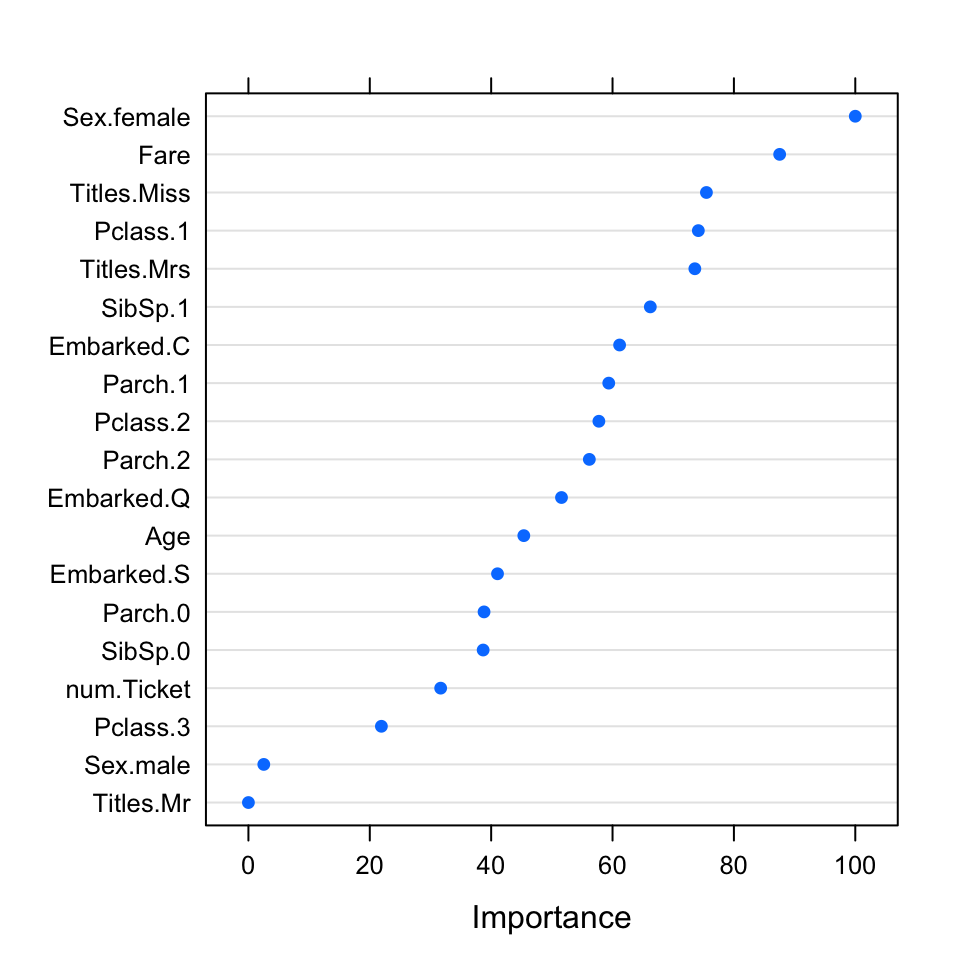 Sex.female
Fare
Titles.Miss
Pclass.1
Titles.Mrs
SibSp.1
Embarked.C
Parch.1
Pclass.2
Parch.2
Embarked.Q
Age
Embarked.S
Parch.0
SibSp.0
num.Ticket
Pclass.3
Sex.male
Titles.Mr
0 20 40 60 80 100
Importance